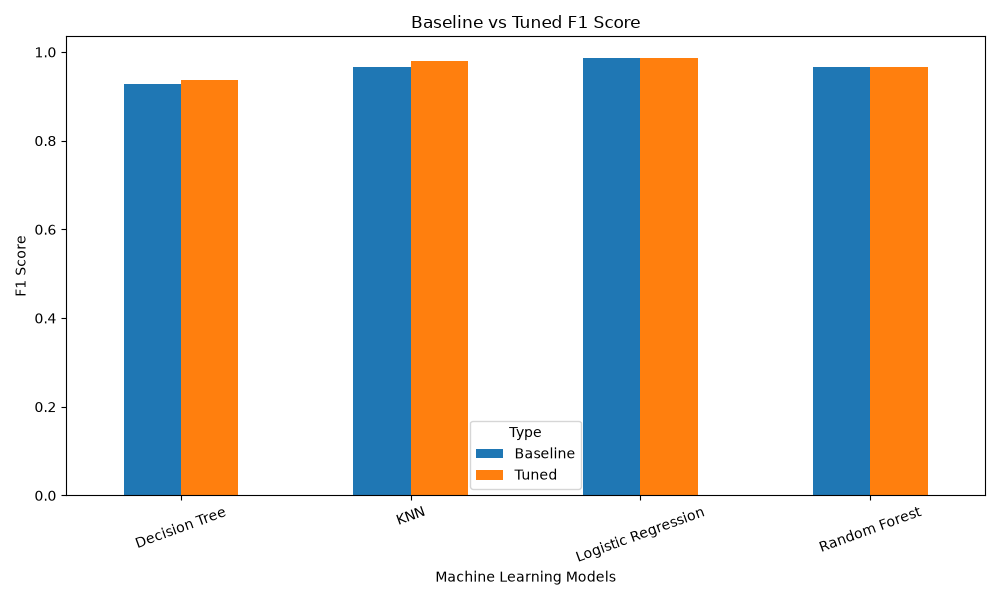 Baseline vs Tuned F1 Score
F1 Score
1.0
0.8
0.6
0.4
0.2
0.0
Type
Baseline
Tuned
Decision Tree
KNN
Logistic Regression
Random Forest
Machine Learning Models